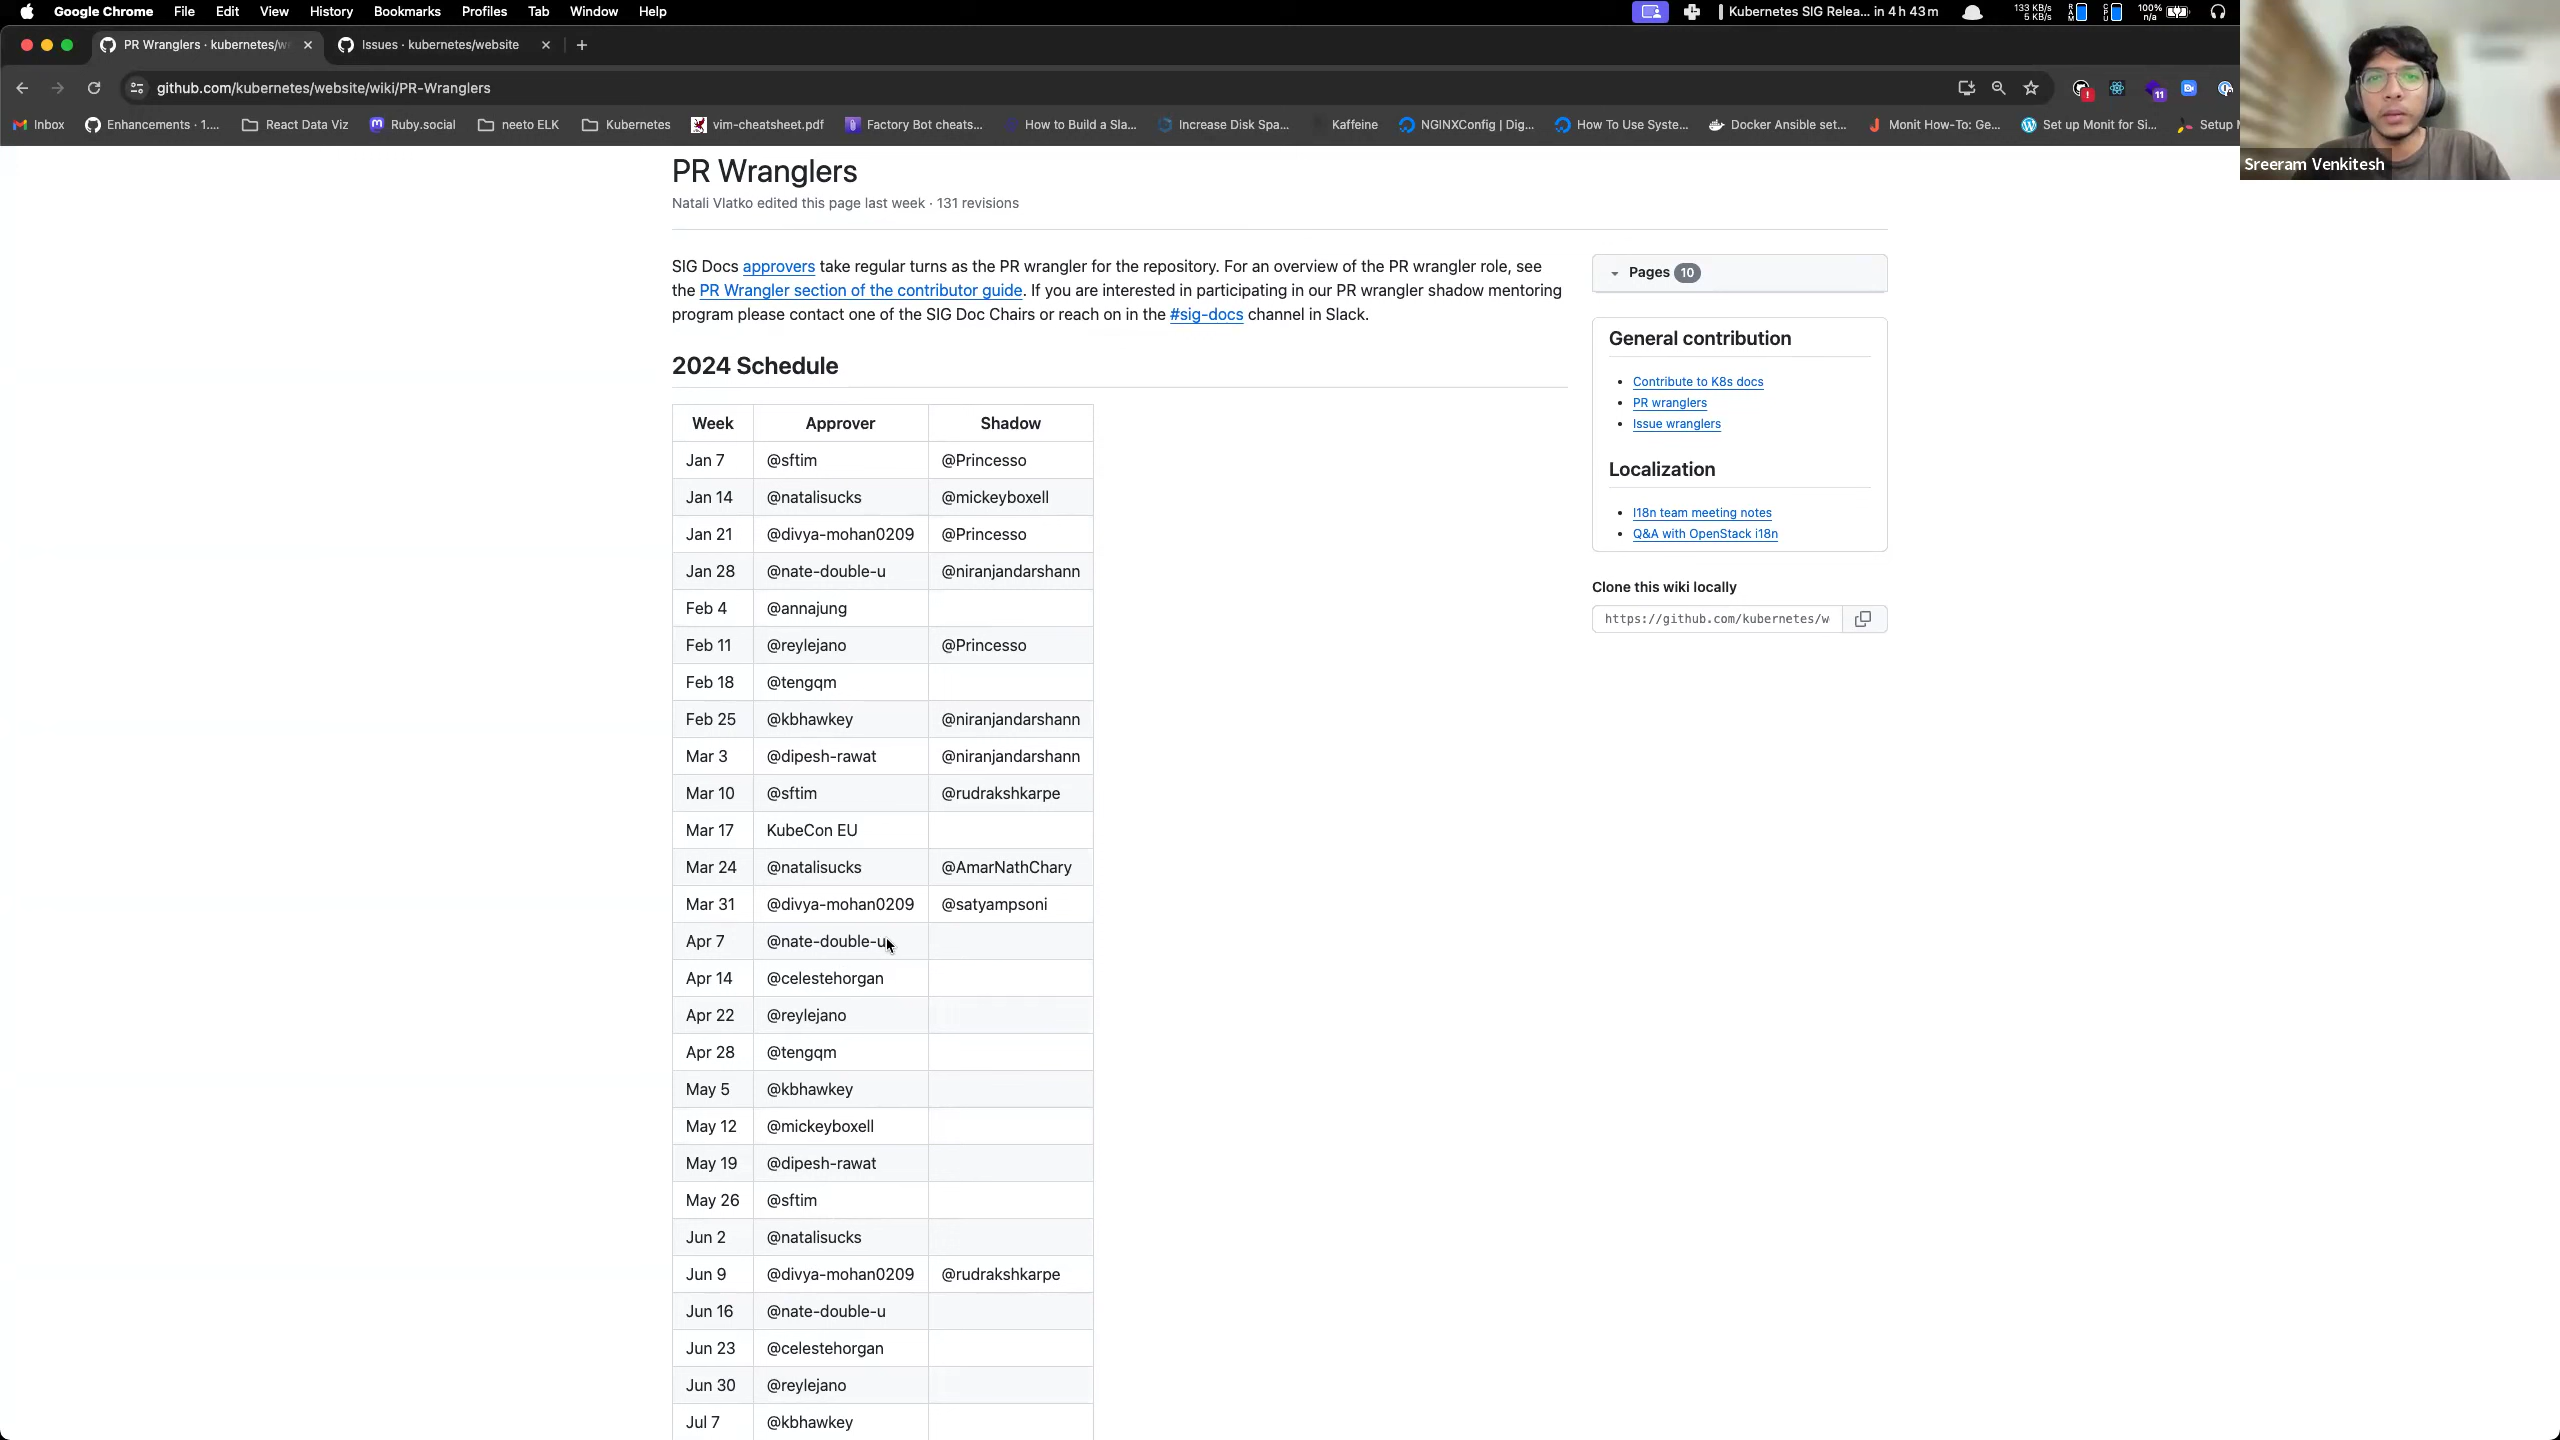 Google Chrome File Edit View History Bookmarks Profiles Tab Window Help
Kubernetes SIG Relea... in 4 h 43 m
133 KB/s
5 KB/s
100%
n/a
PR Wranglers · kubernetes/w
Issues · kubernetes/website
github.com/kubernetes/website/wiki/PR-Wranglers
11
Inbox
Enhancements · 1....
React Data Viz
Ruby.social
neeto ELK
Kubernetes
vim-cheatsheet.pdf
Factory Bot cheats...
How to Build a Sla...
Increase Disk Spa...
Kaffeine
NGINXConfig | Dig...
How To Use Syste...
Docker Ansible set...
Monit How-To: Ge...
Set up Monit for Si...
Setup
Sreeram Venkitesh
PR Wranglers
Natali Vlatko edited this page last week · 131 revisions
SIG Docs approvers take regular turns as the PR wrangler for the repository. For an overview of the PR wrangler role, see
the PR Wrangler section of the contributor guide. If you are interested in participating in our PR wrangler shadow mentoring
program please contact one of the SIG Doc Chairs or reach on in the #sig-docs channel in Slack.
2024 Schedule
Week Approver Shadow
Jan 7 @sftim @Princesso
Jan 14 @natalisucks @mickeyboxell
Jan 21 @divya-mohan0209 @Princesso
Jan 28 @nate-double-u @niranjandarshann
Feb 4 @annajung
Feb 11 @reylejano @Princesso
Feb 18 @tengqm
Feb 25 @kbhawkey @niranjandarshann
Mar 3 @dipesh-rawat @niranjandarshann
Mar 10 @sftim @rudrakshkarpe
Mar 17 KubeCon EU
Mar 24 @natalisucks @AmarNathChary
Mar 31 @divya-mohan0209 @satyampsoni
Apr 7 @nate-double-u
Apr 14 @celestehorgan
Apr 22 @reylejano
Apr 28 @tengqm
May 5 @kbhawkey
May 12 @mickeyboxell
May 19 @dipesh-rawat
May 26 @sftim
Jun 2 @natalisucks
Jun 9 @divya-mohan0209 @rudrakshkarpe
Jun 16 @nate-double-u
Jun 23 @celestehorgan
Jun 30 @reylejano
Jul 7 @kbhawkey
Pages 10
General contribution
Contribute to K8s docs
PR wranglers
Issue wranglers
Localization
I18n team meeting notes
Q&A with OpenStack i18n
Clone this wiki locally
https://github.com/kubernetes/w